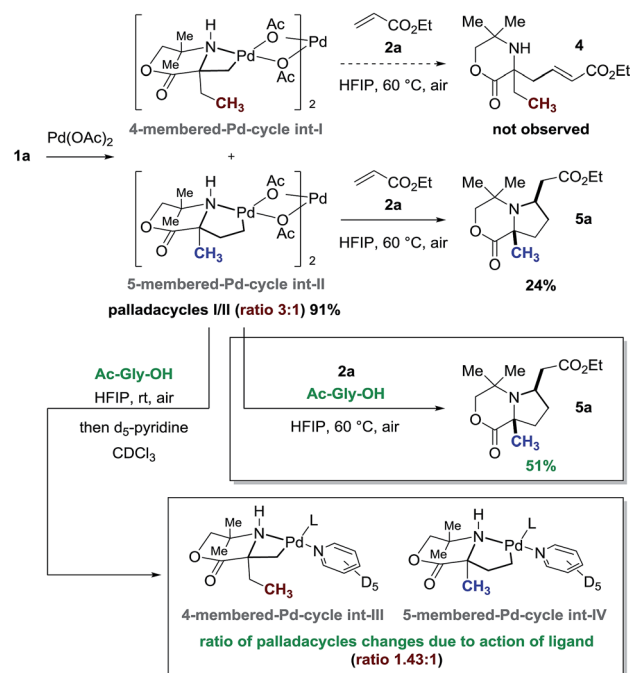 Ac
Me H O
N Pd Pd
O Me O
O Ac
CH3 2
4-membered-Pd-cycle int-I
CO2Et
2a
HFIP, 60 °C, air
Me Me 4
NH
O CO2Et
O CH3
not observed
1a Pd(OAc)2
+
Ac
Me H O
N Pd Pd
O Me O
O Ac
CH3 2
5-membered-Pd-cycle int-II
CO2Et
2a
HFIP, 60 °C, air
Me Me CO2Et
N
O 5a
O CH3
24%
palladacycles I/II (ratio 3:1) 91%
Ac-Gly-OH
HFIP, rt, air
then d5-pyridine
CDCl3
2a
Ac-Gly-OH
HFIP, 60 °C, air
Me Me CO2Et
N
O 5a
O CH3
51%
H L
Me N Pd
O Me N
O D5
CH3
4-membered-Pd-cycle int-III
H L
Me N Pd
O Me N
O D5
CH3
5-membered-Pd-cycle int-IV
ratio of palladacycles changes due to action of ligand
(ratio 1.43:1)